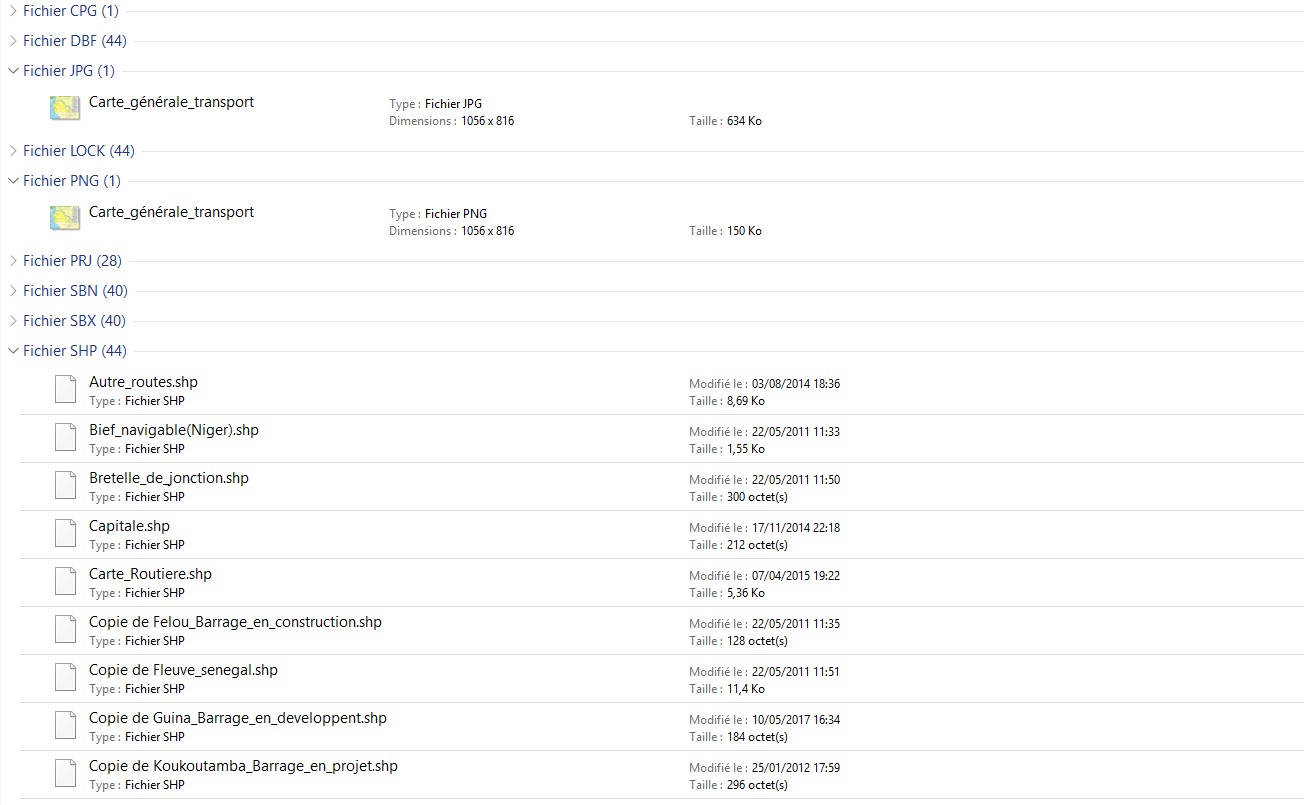 Fichier CPG (1)
Fichier DBF (44)
Fichier JPG (1)
Carte_générale_transport
Type : Fichier JPG
Dimensions : 1056 x 816
Taille : 634 Ko
Fichier LOCK (44)
Fichier PNG (1)
Carte_générale_transport
Type : Fichier PNG
Dimensions : 1056 x 816
Taille : 150 Ko
Fichier PRJ (28)
Fichier SBN (40)
Fichier SBX (40)
Fichier SHP (44)
Autre_routes.shp
Type : Fichier SHP
Modifié le : 03/08/2014 18:36
Taille : 8,69 Ko
Bief_navigable(Niger).shp
Type : Fichier SHP
Modifié le : 22/05/2011 11:33
Taille : 1,55 Ko
Bretelle_de_jonction.shp
Type : Fichier SHP
Modifié le : 22/05/2011 11:50
Taille : 300 octet(s)
Capitale.shp
Type : Fichier SHP
Modifié le : 17/11/2014 22:18
Taille : 212 octet(s)
Carte_Routiere.shp
Type : Fichier SHP
Modifié le : 07/04/2015 19:22
Taille : 5,36 Ko
Copie de Felou_Barrage_en_construction.shp
Type : Fichier SHP
Modifié le : 22/05/2011 11:35
Taille : 128 octet(s)
Copie de Fleuve_senegal.shp
Type : Fichier SHP
Modifié le : 22/05/2011 11:51
Taille : 11,4 Ko
Copie de Guina_Barrage_en_developpent.shp
Type : Fichier SHP
Modifié le : 10/05/2017 16:34
Taille : 184 octet(s)
Copie de Koukoutamba_Barrage_en_projet.shp
Type : Fichier SHP
Modifié le : 25/01/2012 17:59
Taille : 296 octet(s)